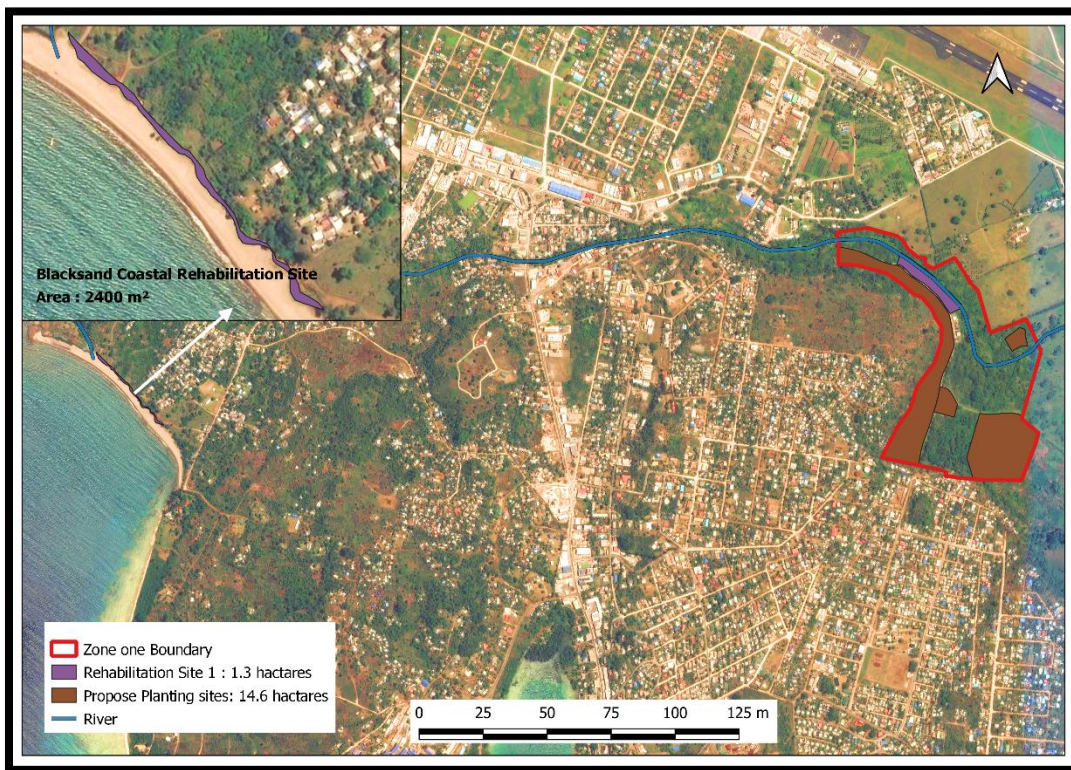 Blacksand Coastal Rehabilitation Site
Area : 2400 m²
Zone one Boundary
Rehabilitation Site 1 : 1.3 hactares
Propose Planting sites: 14.6 hactares
River
0 25 50 75 100 125 m